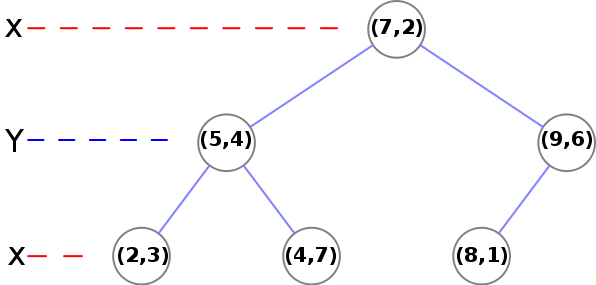 x (7,2)
Y (5,4) (9,6)
x (2,3) (4,7) (8,1)